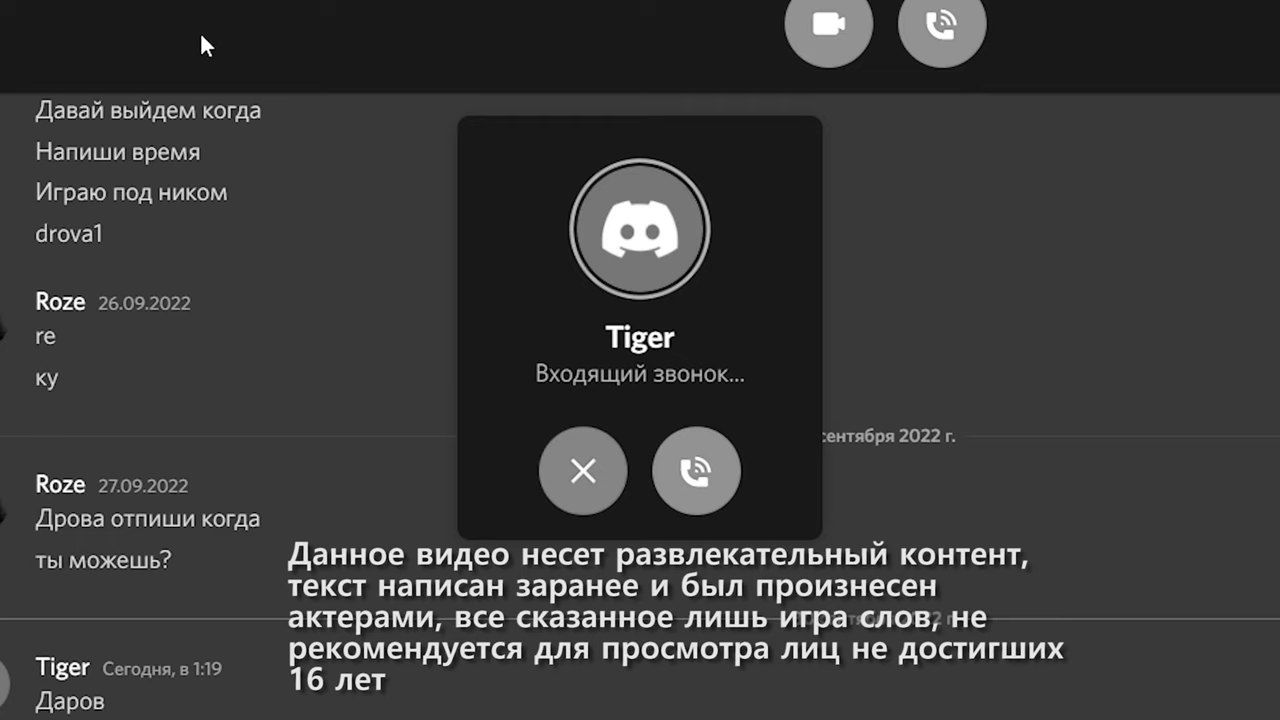 Давай выйдем когда
Напиши время
Играю под ником
drova1
Roze 26.09.2022
re
ку
Tiger
Входящий звонок...
сентября 2022 г.
Roze 27.09.2022
Дрова отпиши когда
ты можешь?
Данное видео несет развлекательный контент,
текст написан заранее и был произнесен
актерами, все сказанное лишь игра слов, не
рекомендуется для просмотра лиц не достигших
16 лет
Tiger Сегодня, в 1:19
Даров